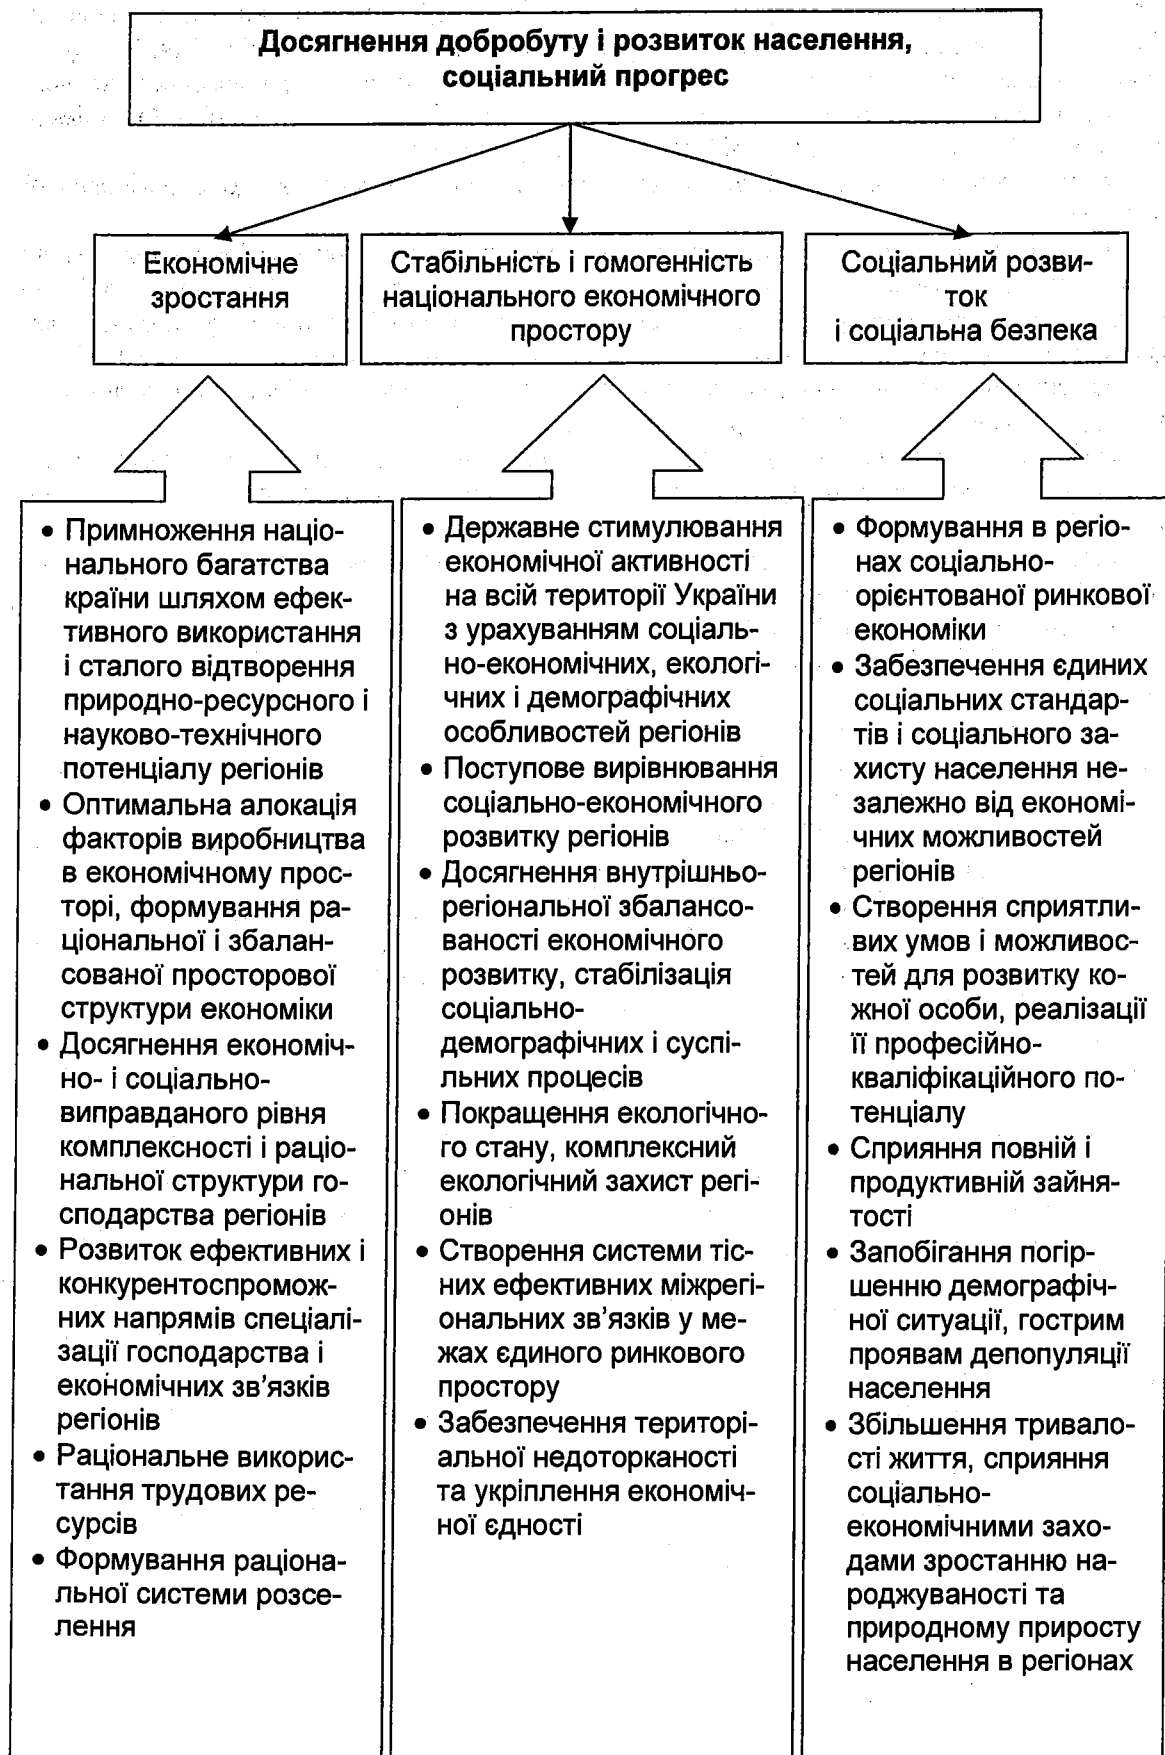 Досягнення добробуту і розвиток населення,
соціальний прогрес
Економічне
зростання
Стабільність і гомогенність
національного економічного
простору
Соціальний розви-
ток
і соціальна безпека
• Примноження наці-
нального багатства
країни шляхом ефек-
тивного використання
і сталого відтворення
природно-ресурсного і
науково-технічного
потенціалу регіонів
• Оптимальна алокація
факторів виробництва
в економічному прос-
торі, формування ра-
ціональної і збалан-
сованої просторової
структури економіки
• Досягнення економіч-
но- і соціально-
виправданого рівня
комплексності і раціо-
нальної структури го-
сподарства регіонів
• Розвиток ефективних і
конкурентоспромож-
них напрямів спеціалі-
зації господарства і
економічних зв'язків
регіонів
• Раціональне викорис-
тання трудових ре-
сурсів
• Формування раціона-
льної системи розсе-
лення
• Державне стимулювання
економічної активності
на всій території України
з урахуванням соціаль-
но-економічних, екологі-
чних і демографічних
особливостей регіонів
• Поступове вирівнювання
соціально-економічного
розвитку регіонів
• Досягнення внутрішньо-
регіональної збалансо-
ваності економічного
розвитку, стабілізація
соціально-
демографічних і суспі-
льних процесів
• Покращення екологічно-
го стану, комплексний
екологічний захист регі-
онів
• Створення системи тіс-
них ефективних міжрегі-
ональних зв'язків у ме-
жах єдиного ринкового
простору
• Забезпечення територі-
альної недоторканості
та укріплення економіч-
ної єдності
• Формування в регіо-
нах соціально-
орієнтованої ринкової
економіки
• Забезпечення єдиних
соціальних стандар-
тів і соціального за-
хисту населення не-
залежно від економі-
чних можливостей
регіонів
• Створення сприятли-
вих умов і можливос-
тей для розвитку ко-
жної особи, реалізації
її професійно-
кваліфікаційного по-
тенціалу
• Сприяння повній і
продуктивній зайня-
тості
• Запобігання погір-
шенню демографіч-
ної ситуації, гострим
проявам депопуляції
населення
• Збільшення тривало-
сті життя, сприяння
соціально-
економічними захо-
дами зростанню на-
роджуваності та
природному приросту
населення в регіонах